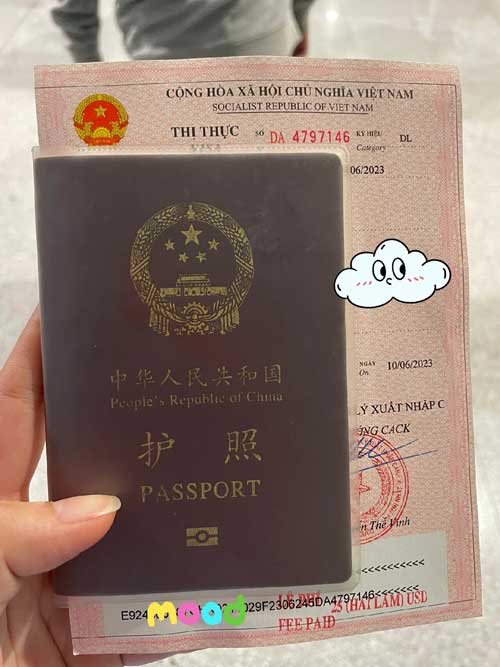 CỘNG HÒA XÃ HỘI CHỦ NGHĨA VIỆT NAM
SOCIALIST REPUBLIC OF VIET NAM
THỊ THỰC SỐ DA 4797146 KÝ HIỆU DL
VISA Category
06/2023
中华人民共和国
People's Republic of China
NGÀY 10/06/2023
On
LÝ XUẤT NHẬP C
护照
CACK
PASSPORT
Thế Vinh
LỆ PHÍ 25 (HAI LĂM) USD
FEE PAID
mood